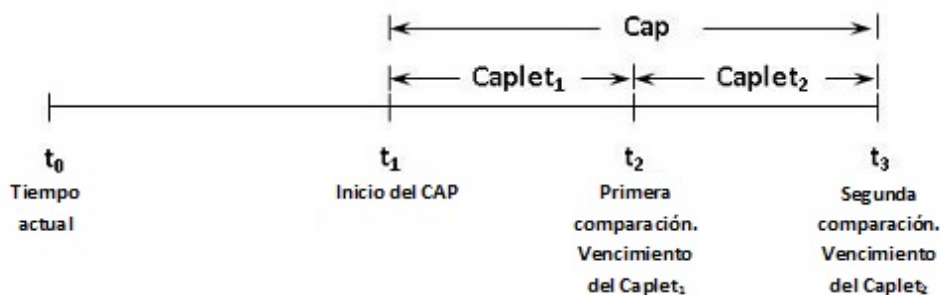 Cap
Caplet₁ Caplet₂
t₀ t₁ t₂ t₃
Tiempo
actual
Inicio del CAP
Primera
comparación.
Vencimiento
del Caplet₁
Segunda
comparación.
Vencimiento
del Caplet₂